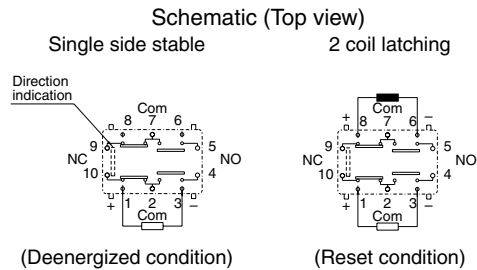 Schematic (Top view)
Single side stable
2 coil latching
Direction
indication
Com
8 7 6
9 5
NC NO
10 4
+ 1 2 3 −
Com
(Deenergized condition)
Com
+ 8 7 6 −
9 5
NC NO
10 4
+ 1 2 3 −
Com
(Reset condition)